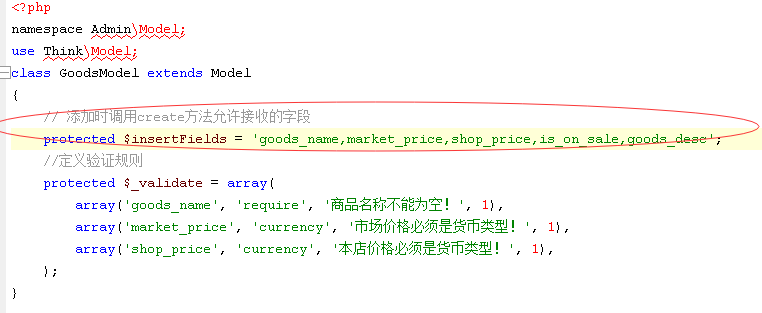 <?php
namespace Admin\Model;
use Think\Model;
class GoodsModel extends Model
{
// 添加时调用create方法允许接收的字段
protected $insertFields = 'goods_name,market_price,shop_price,is_on_sale,goods_desc';
//定义验证规则
protected $_validate = array(
array('goods_name', 'require', '商品名称不能为空！', 1),
array('market_price', 'currency', '市场价格必须是货币类型！', 1),
array('shop_price', 'currency', '本店价格必须是货币类型！', 1),
);
}